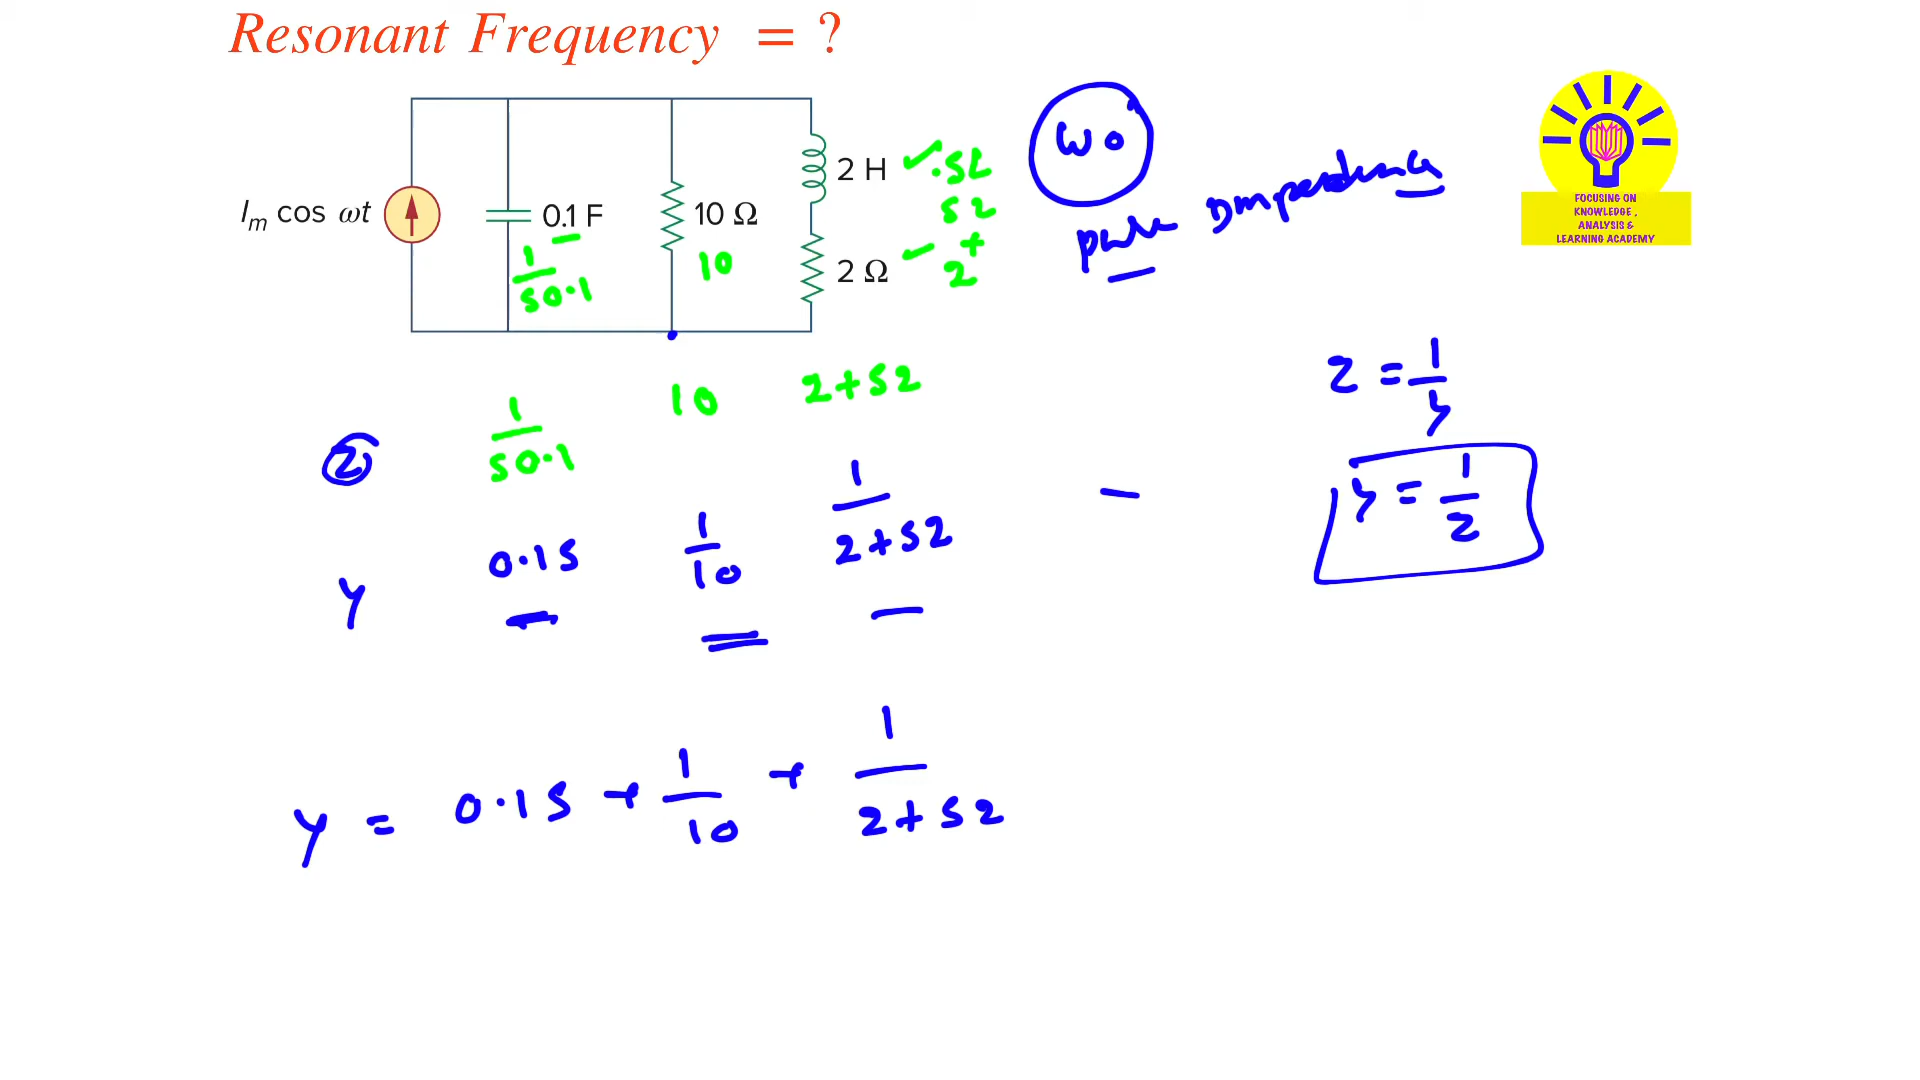 Resonant Frequency = ?
I_m cos ωt
0.1 F
10 Ω
2 H
2 Ω
1/s0.1
10
s2
s2
+
2
ω0
pure Impedance
FOCUSING ON
KNOWLEDGE ,
ANALYSIS &
LEARNING ACADEMY
1/s0.1 10 2+s2
Z
Z = 1/Y
Y = 1/Z
Y 0.1s 1/10 1/2+s2
Y = 0.1s + 1/10 + 1/2+s2